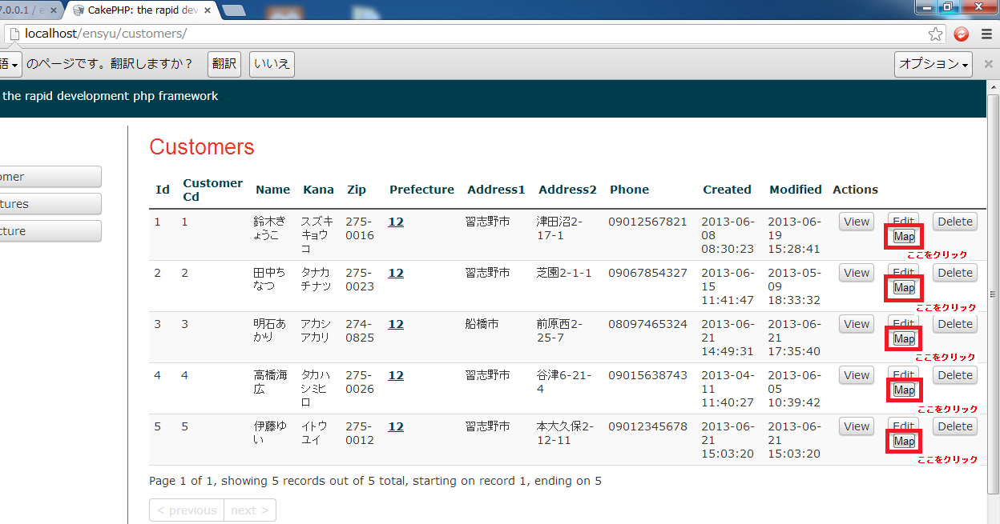 7.0.0.1 / e
CakePHP: the rapid dev
localhost/ensyu/customers/
語 のページです。翻訳しますか？ 翻訳 いいえ オプション
the rapid development php framework
Customers
omer
tures
cture
Id Customer Cd Name Kana Zip Prefecture Address1 Address2 Phone Created Modified Actions
1 1 鈴木き スズキ 275- 12 習志野市 津田沼2- 09012567821 2013-06- 2013-06- View Edit Delete
ょうこ キョウ 0016 17-1 08 19 Map
コ 08:30:23 15:28:41
ここをクリック
2 2 田中ち タナカ 275- 12 習志野市 芝園2-1-1 09067854327 2013-06- 2013-05- View Edit Delete
なつ チナツ 0023 15 09 Map
11:41:47 18:33:32
ここをクリック
3 3 明石あ アカシ 274- 12 船橋市 前原西2- 08097465324 2013-06- 2013-06- View Edit Delete
かり アカリ 0825 25-7 21 21 Map
14:49:31 17:35:40
ここをクリック
4 4 高橋海 タカハ 275- 12 習志野市 谷津6-21- 09015638743 2013-04- 2013-06- View Edit Delete
広 シミヒ 0026 4 11 05 Map
ロ 11:40:27 10:39:42
ここをクリック
5 5 伊藤ゆ イトウ 275- 12 習志野市 本大久保2- 09012345678 2013-06- 2013-06- View Edit Delete
い ユイ 0012 12-11 21 21 Map
15:03:20 15:03:20
ここをクリック
Page 1 of 1, showing 5 records out of 5 total, starting on record 1, ending on 5
< previous next >